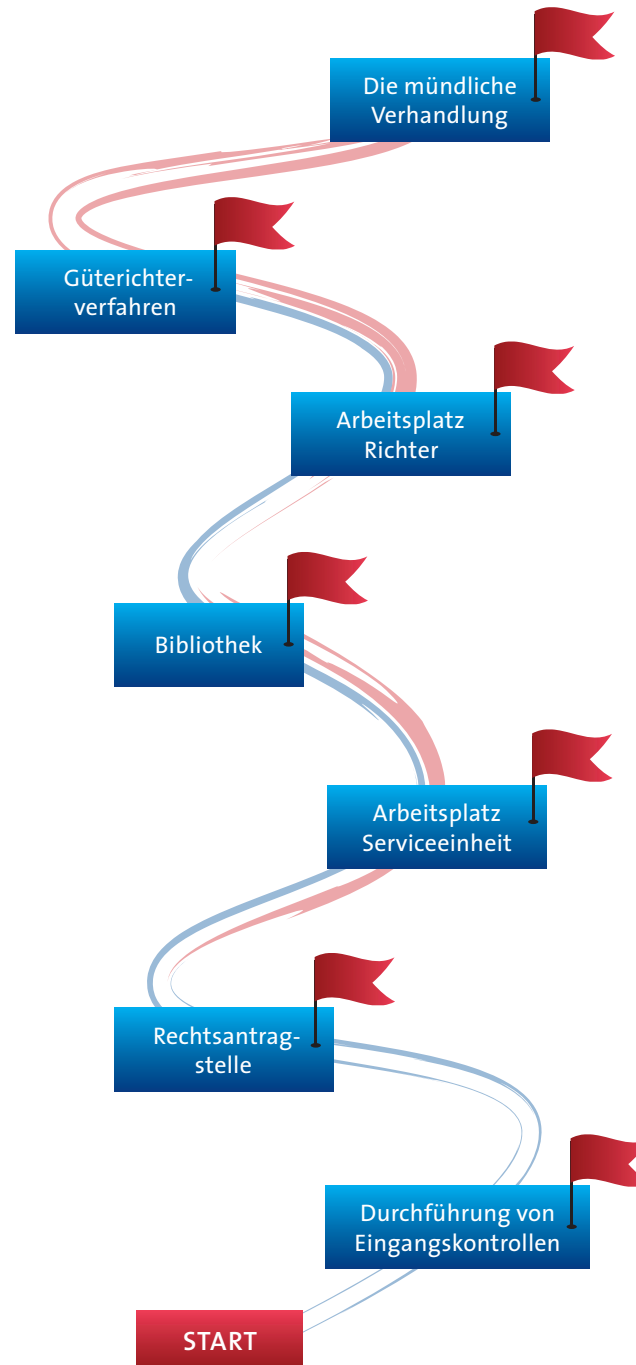 Die mündliche
Verhandlung
Güterichter-
verfahren
Arbeitsplatz
Richter
Bibliothek
Arbeitsplatz
Serviceeinheit
Rechtsantrag-
stelle
Durchführung von
Eingangskontrollen
START